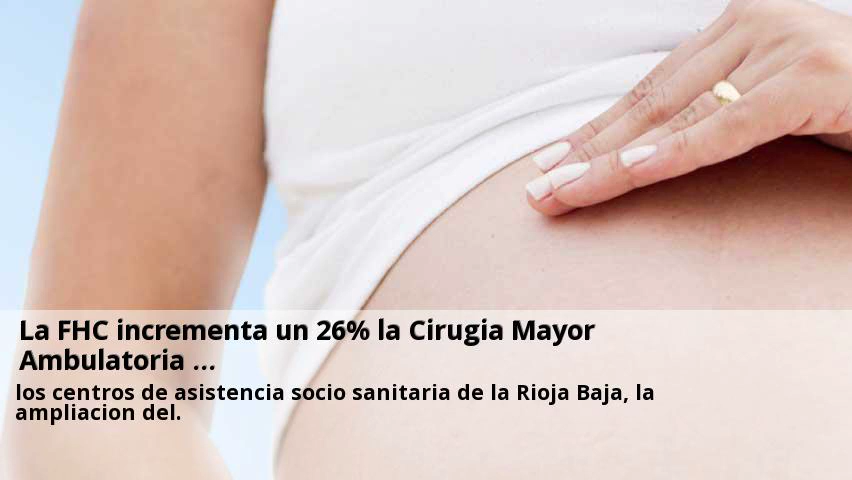 La FHC incrementa un 26% la Cirugia Mayor
Ambulatoria ...
los centros de asistencia socio sanitaria de la Rioja Baja, la
ampliacion del.